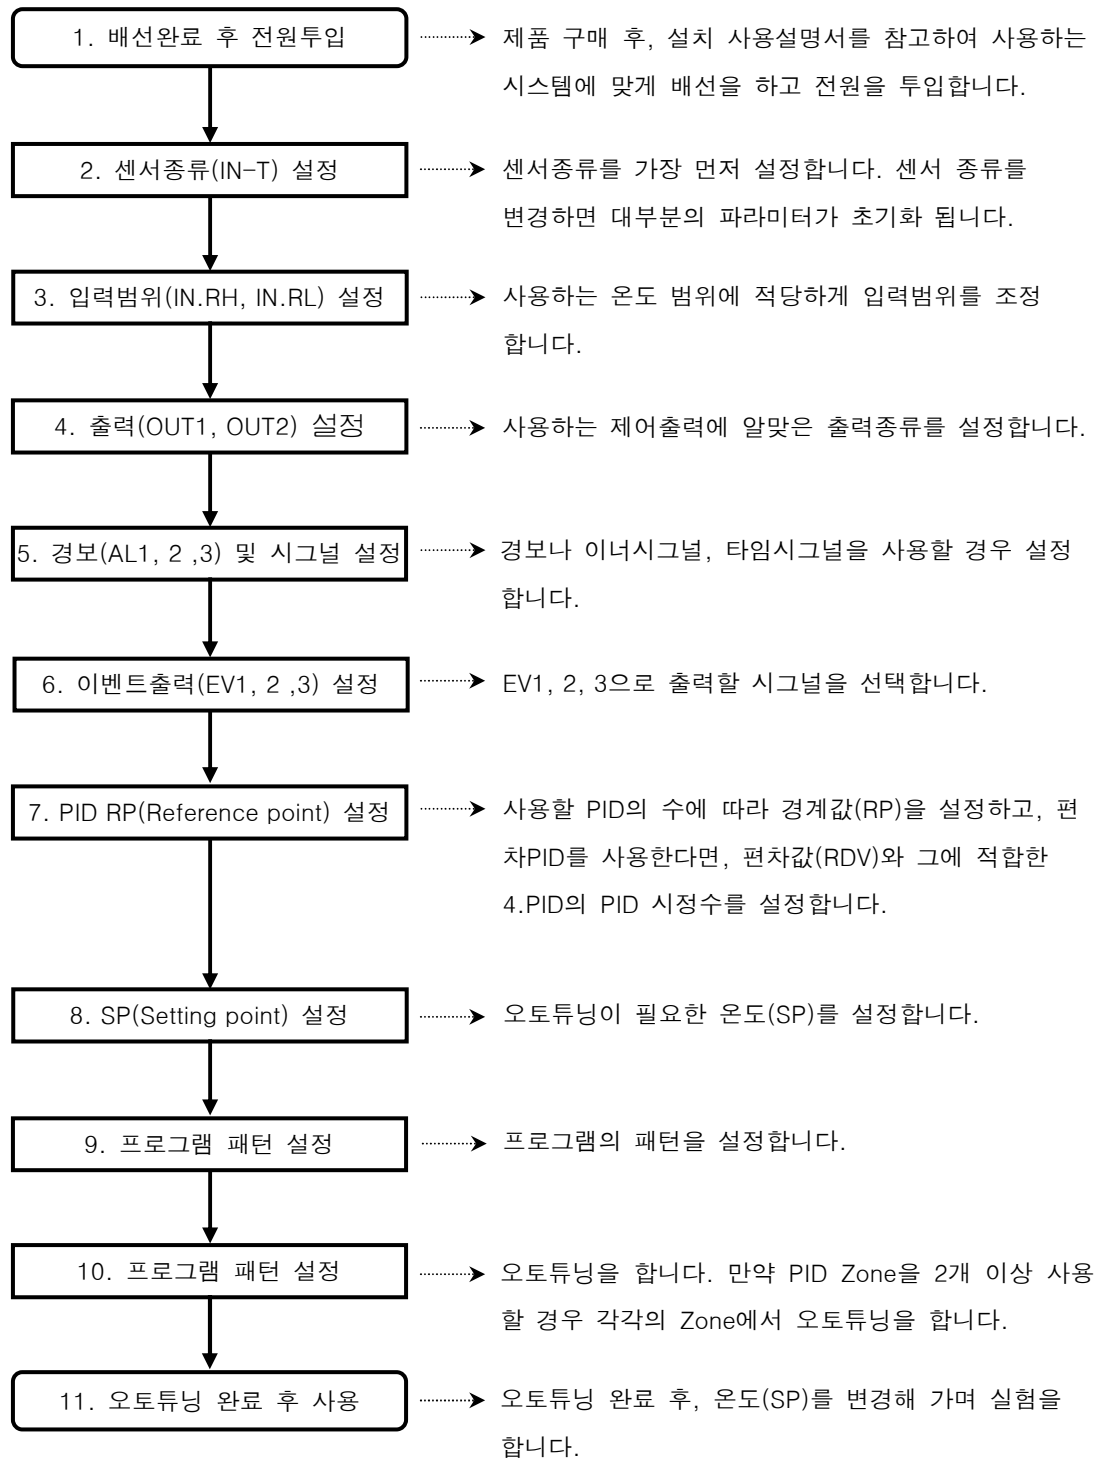 1. 배선완료 후 전원투입
제품 구매 후, 설치 사용설명서를 참고하여 사용하는
시스템에 맞게 배선을 하고 전원을 투입합니다.
2. 센서종류(IN-T) 설정
센서종류를 가장 먼저 설정합니다. 센서 종류를
변경하면 대부분의 파라미터가 초기화 됩니다.
3. 입력범위(IN.RH, IN.RL) 설정
사용하는 온도 범위에 적당하게 입력범위를 조정
합니다.
4. 출력(OUT1, OUT2) 설정
사용하는 제어출력에 알맞은 출력종류를 설정합니다.
5. 경보(AL1, 2 ,3) 및 시그널 설정
경보나 이너시그널, 타임시그널을 사용할 경우 설정
합니다.
6. 이벤트출력(EV1, 2 ,3) 설정
EV1, 2, 3으로 출력할 시그널을 선택합니다.
7. PID RP(Reference point) 설정
사용할 PID의 수에 따라 경계값(RP)을 설정하고, 편
차PID를 사용한다면, 편차값(RDV)와 그에 적합한
4.PID의 PID 시정수를 설정합니다.
8. SP(Setting point) 설정
오토튜닝이 필요한 온도(SP)를 설정합니다.
9. 프로그램 패턴 설정
프로그램의 패턴을 설정합니다.
10. 프로그램 패턴 설정
오토튜닝을 합니다. 만약 PID Zone을 2개 이상 사용
할 경우 각각의 Zone에서 오토튜닝을 합니다.
11. 오토튜닝 완료 후 사용
오토튜닝 완료 후, 온도(SP)를 변경해 가며 실험을
합니다.